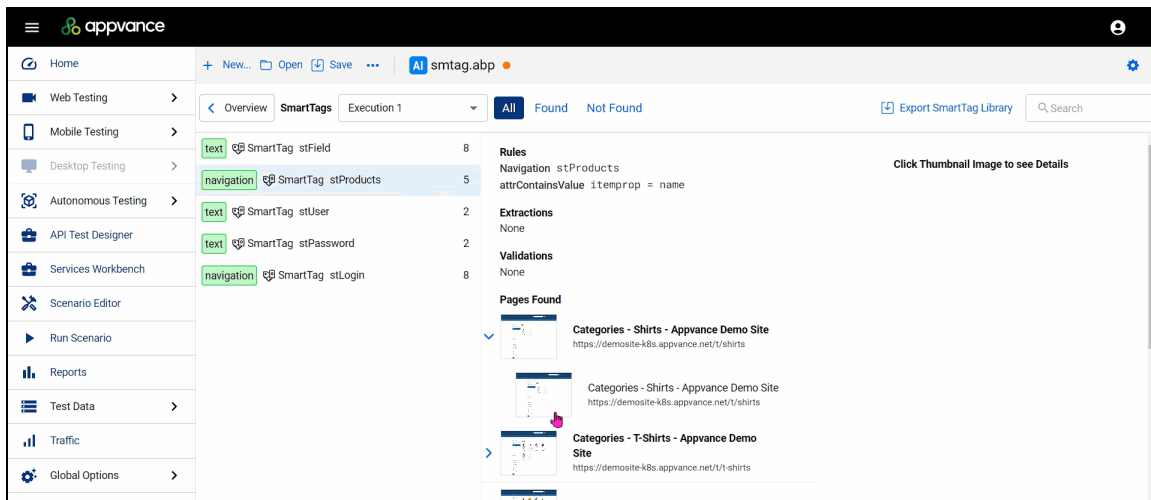 appvance
Home
Web Testing
Mobile Testing
Desktop Testing
Autonomous Testing
API Test Designer
Services Workbench
Scenario Editor
Run Scenario
Reports
Test Data
Traffic
Global Options
+ New... Open Save ... AI smtag.abp
Overview SmartTags Execution 1 All Found Not Found Export SmartTag Library Search
text SmartTag stField 8
navigation SmartTag stProducts 5
text SmartTag stUser 2
text SmartTag stPassword 2
navigation SmartTag stLogin 8
Rules
Navigation stProducts
attrContainsValue itemprop = name
Extractions
None
Validations
None
Pages Found
Categories - Shirts - Appvance Demo Site
https://demosite-k8s.appvance.net/t/shirts
Categories - Shirts - Appvance Demo Site
https://demosite-k8s.appvance.net/t/shirts
Categories - T-Shirts - Appvance Demo
Site
https://demosite-k8s.appvance.net/t/t-shirts
Click Thumbnail Image to see Details